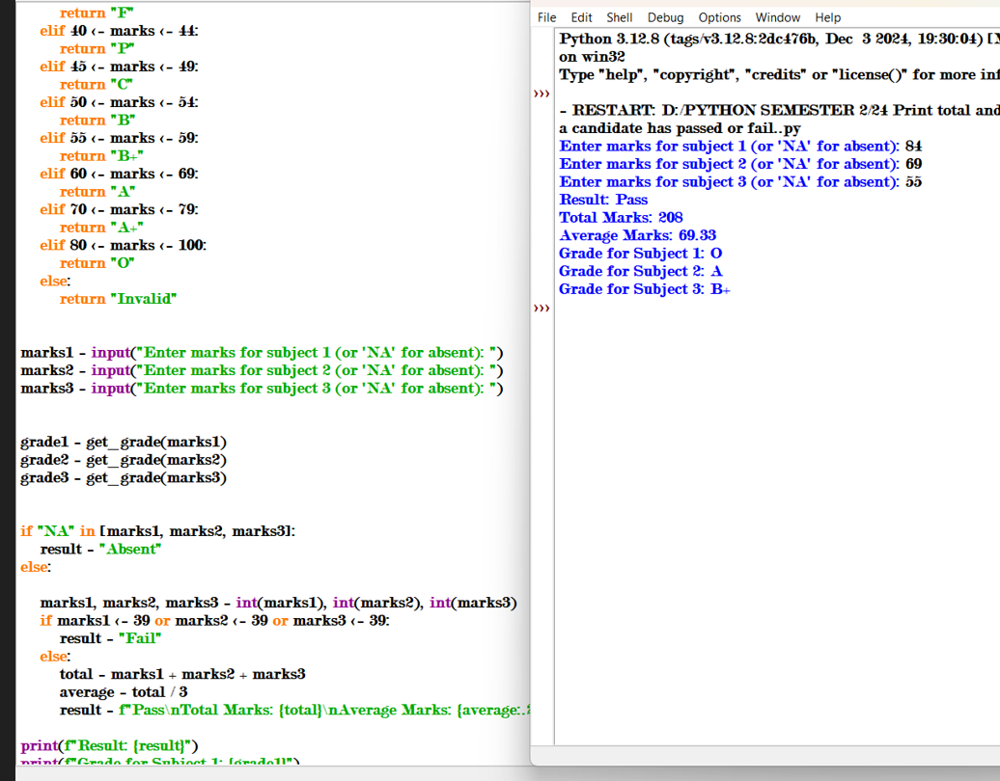 return "F"
elif 40 <= marks <= 44:
return "P"
elif 45 <= marks <= 49:
return "C"
elif 50 <= marks <= 54:
return "B"
elif 55 <= marks <= 59:
return "B+"
elif 60 <= marks <= 69:
return "A"
elif 70 <= marks <= 79:
return "A+"
elif 80 <= marks <= 100:
return "O"
else:
return "Invalid"
marks1 = input("Enter marks for subject 1 (or 'NA' for absent): ")
marks2 = input("Enter marks for subject 2 (or 'NA' for absent): ")
marks3 = input("Enter marks for subject 3 (or 'NA' for absent): ")
grade1 = get_grade(marks1)
grade2 = get_grade(marks2)
grade3 = get_grade(marks3)
if "NA" in [marks1, marks2, marks3]:
result = "Absent"
else:
marks1, marks2, marks3 = int(marks1), int(marks2), int(marks3)
if marks1 <= 39 or marks2 <= 39 or marks3 <= 39:
result = "Fail"
else:
total = marks1 + marks2 + marks3
average = total / 3
result = f"Pass\nTotal Marks: {total}\nAverage Marks: {average:.
print(f"Result: {result}")
print(f"Grade for Subject 1: {grade1}")
File Edit Shell Debug Options Window Help
Python 3.12.8 (tags/v3.12.8:2dc476b, Dec 3 2024, 19:30:04) [
on win32
Type "help", "copyright", "credits" or "license()" for more inf
>>>
= RESTART: D:/PYTHON SEMESTER 2/24 Print total and
a candidate has passed or fail..py
Enter marks for subject 1 (or 'NA' for absent): 84
Enter marks for subject 2 (or 'NA' for absent): 69
Enter marks for subject 3 (or 'NA' for absent): 55
Result: Pass
Total Marks: 208
Average Marks: 69.33
Grade for Subject 1: O
Grade for Subject 2: A
Grade for Subject 3: B+
>>>